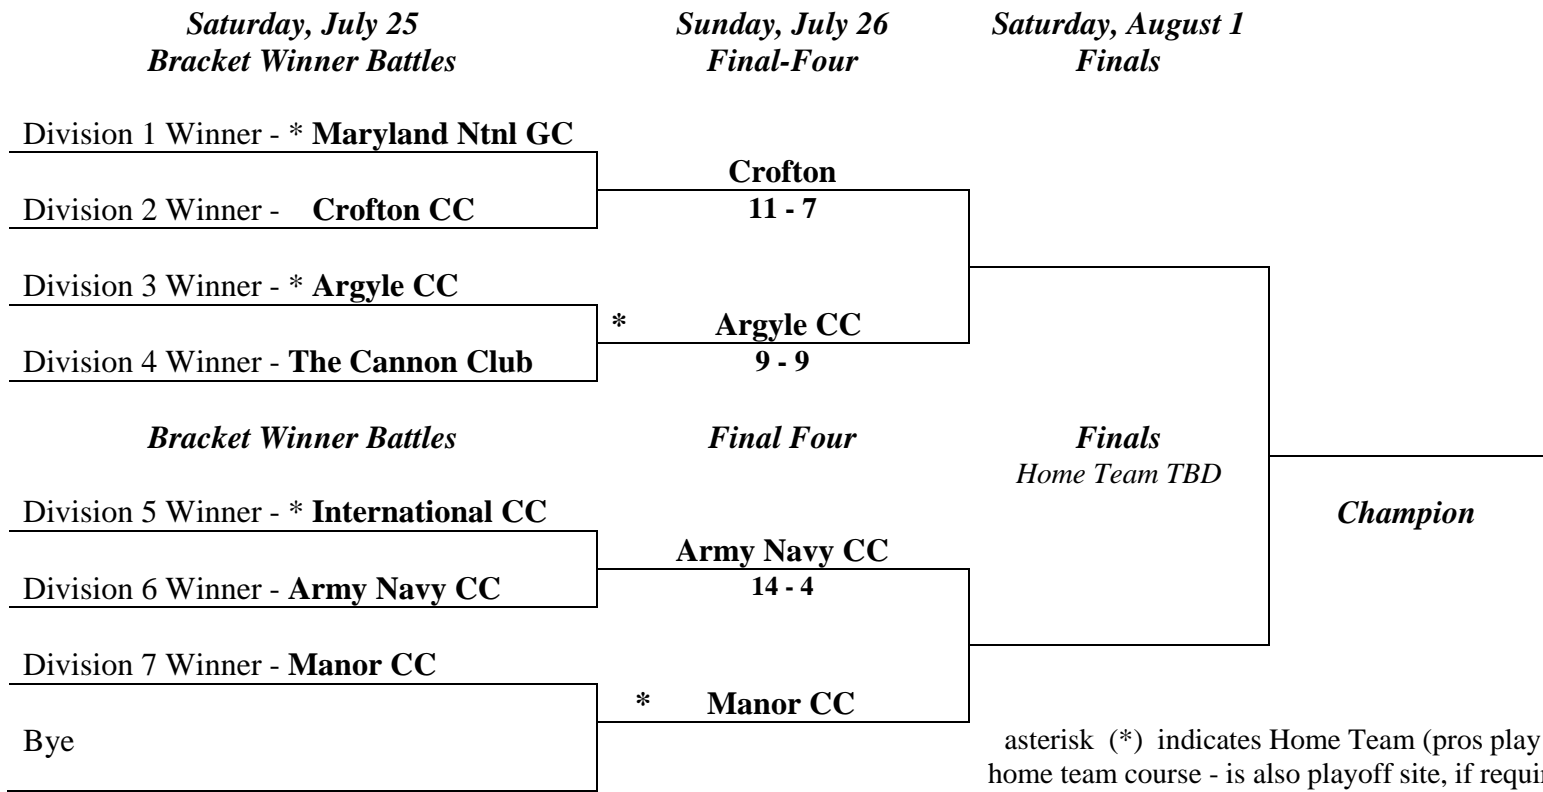 Saturday, July 25
Bracket Winner Battles
Sunday, July 26
Final-Four
Saturday, August 1
Finals
Division 1 Winner - * Maryland Ntnl GC
Division 2 Winner - Crofton CC
Crofton
11 - 7
Division 3 Winner - * Argyle CC
Division 4 Winner - The Cannon Club
* Argyle CC
9 - 9
Bracket Winner Battles
Final Four
Finals
Home Team TBD
Champion
Division 5 Winner - * International CC
Division 6 Winner - Army Navy CC
Army Navy CC
14 - 4
Division 7 Winner - Manor CC
Bye
* Manor CC
asterisk (*) indicates Home Team (pros play
home team course - is also playoff site, if